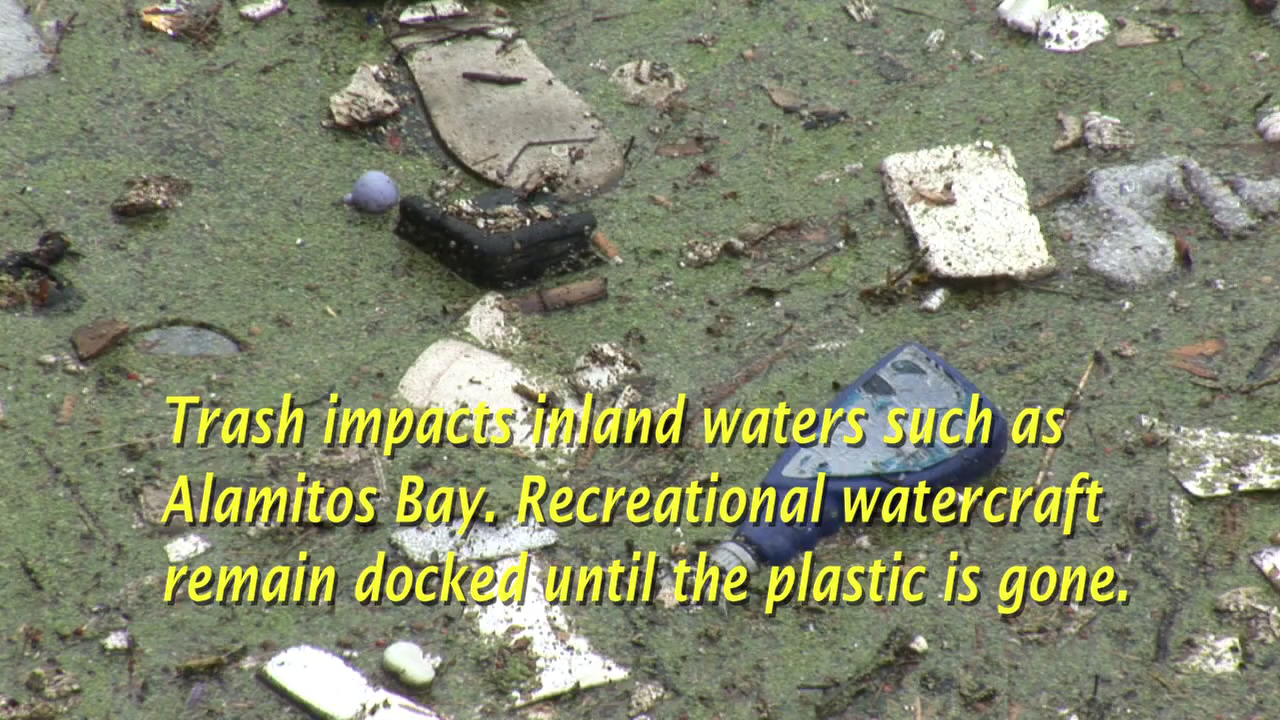 Trash impacts inland waters such as
Alamitos Bay. Recreational watercraft
remain docked until the plastic is gone.